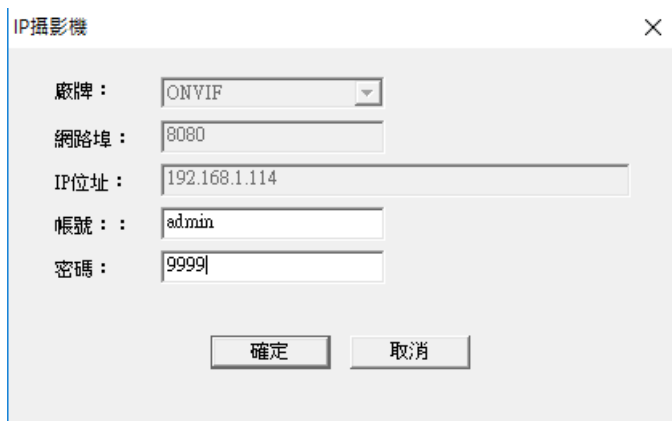 IP攝影機
廠牌： ONVIF
網路埠： 8080
IP位址： 192.168.1.114
帳號：： admin
密碼： 9999
確定 取消